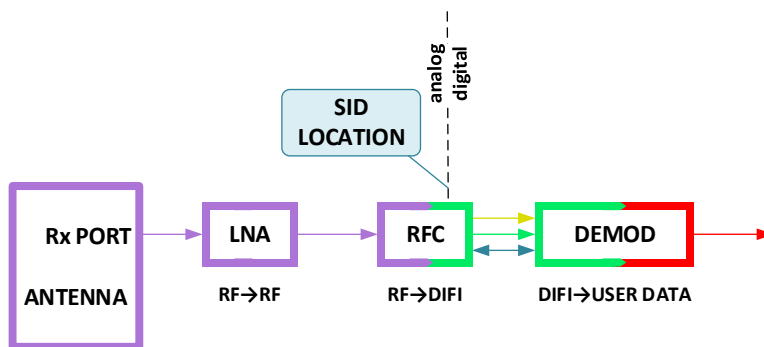 analog
digital
SID
LOCATION
Rx PORT
ANTENNA
LNA
RFC
DEMOD
RF→RF
RF→DIFI
DIFI→USER DATA